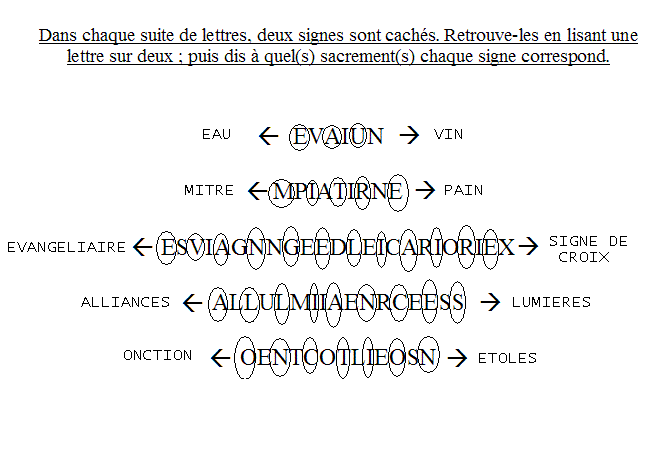 Dans chaque suite de lettres, deux signes sont cachés. Retrouve-les en lisant une
lettre sur deux ; puis dis à quel(s) sacrement(s) chaque signe correspond.
EAU ← EVAIUN → VIN
MITRE ← MPIATIRNE → PAIN
EVANGELIAIRE ← ESVIAGNNGEEDLEICARIORIEX → SIGNE DE
CROIX
ALLIANCES ← ALLULMIIAENRCEESS → LUMIERES
ONCTION ← OENTCOTLIEOSN → ETOLES